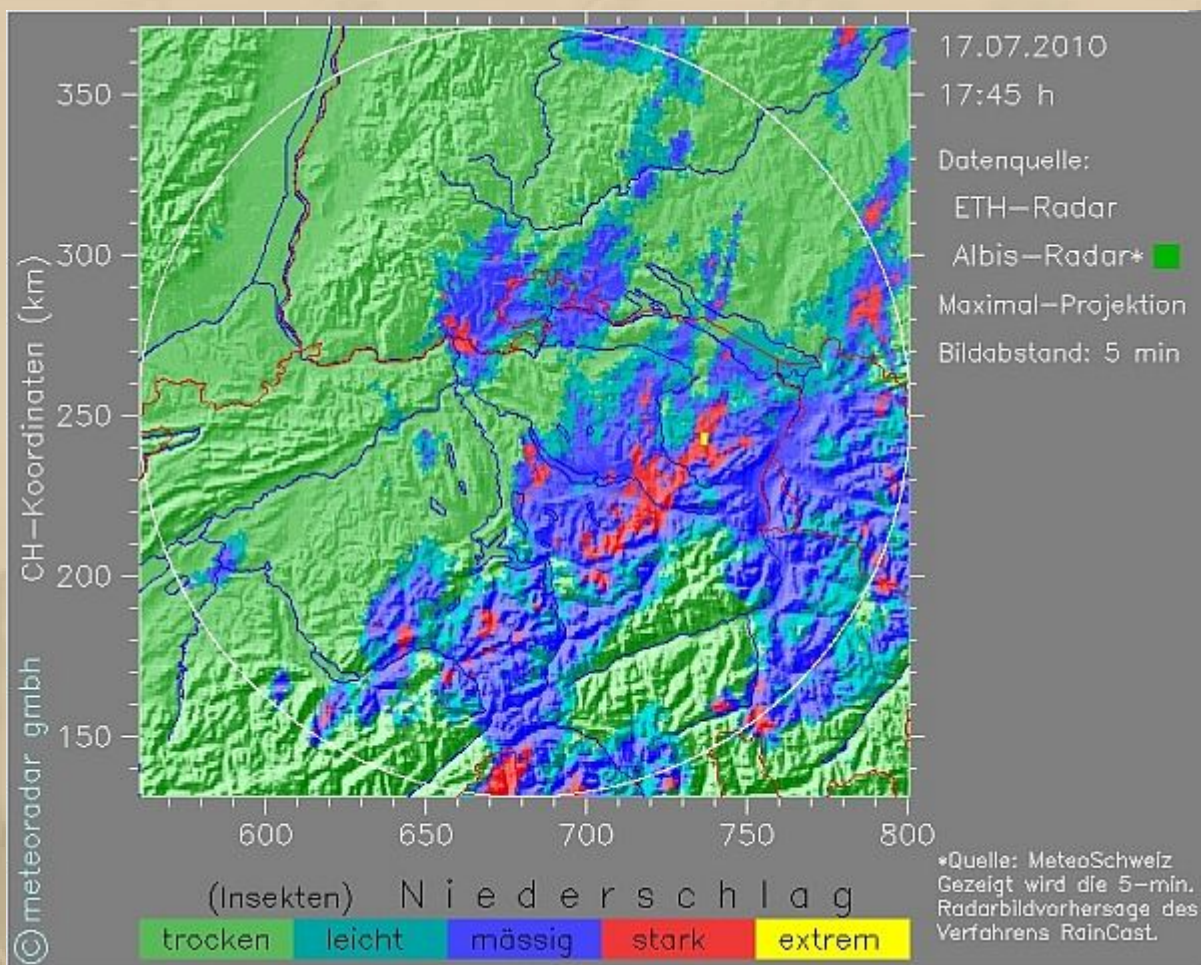 17.07.2010
17:45 h
Datenquelle:
ETH-Radar
Albis-Radar*
Maximal-Projektion
Bildabstand: 5 min
CH-Koordinaten (km)
350
300
250
200
150
600
650
700
750
800
© meteoradar gmbh
(Insekten) Niederschlag
trocken leicht mässig stark extrem
*Quelle: MeteoSchweiz
Gezeigt wird die 5-min.
Radarbildvorhersage des
Verfahrens RainCast.